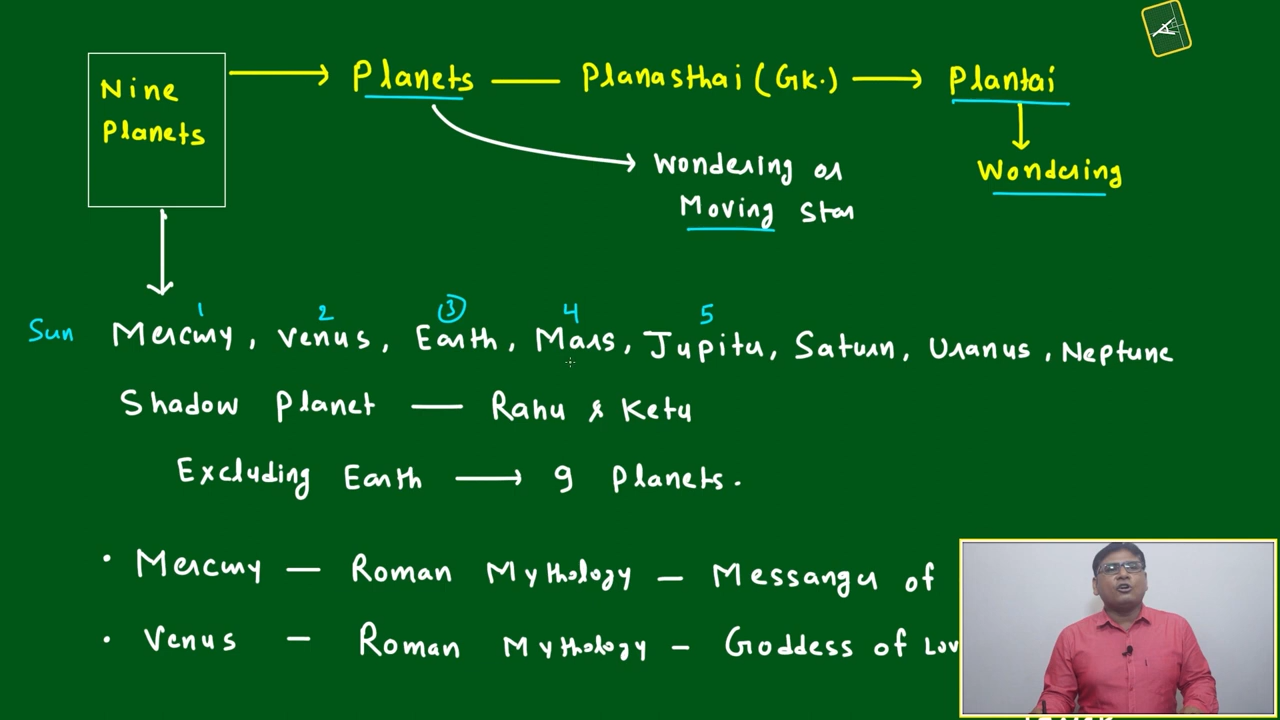 Nine Planets → Planets — Planasthai (Gk.) → Plantai
Wondering or Moving Star
Wondering
1 2 3 4 5
Sun Mercury, Venus, Earth, Mars, Jupiter, Saturn, Uranus, Neptune
Shadow Planet — Rahu & Ketu
Excluding Earth → 9 Planets.
• Mercury — Roman Mythology — Messanger of
• Venus — Roman Mythology — Goddess of